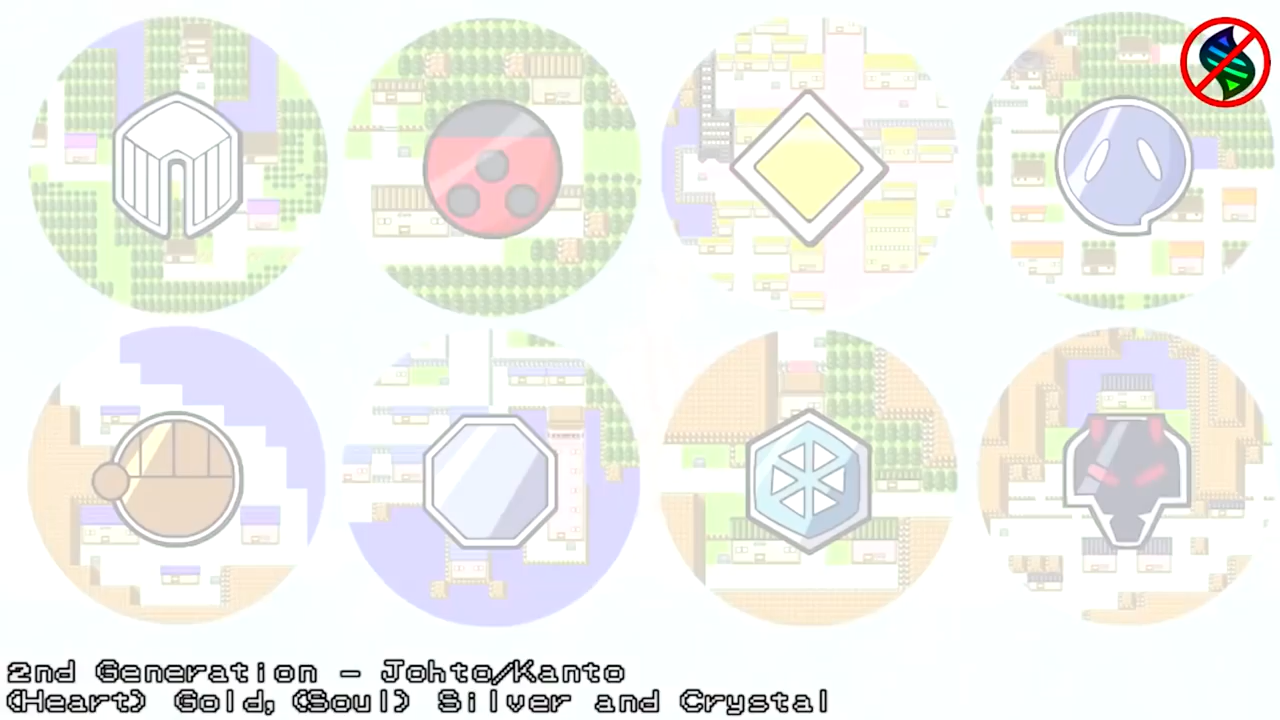 2nd Generation - Johto/Kanto
(Heart) Gold, (Soul) Silver and Crystal